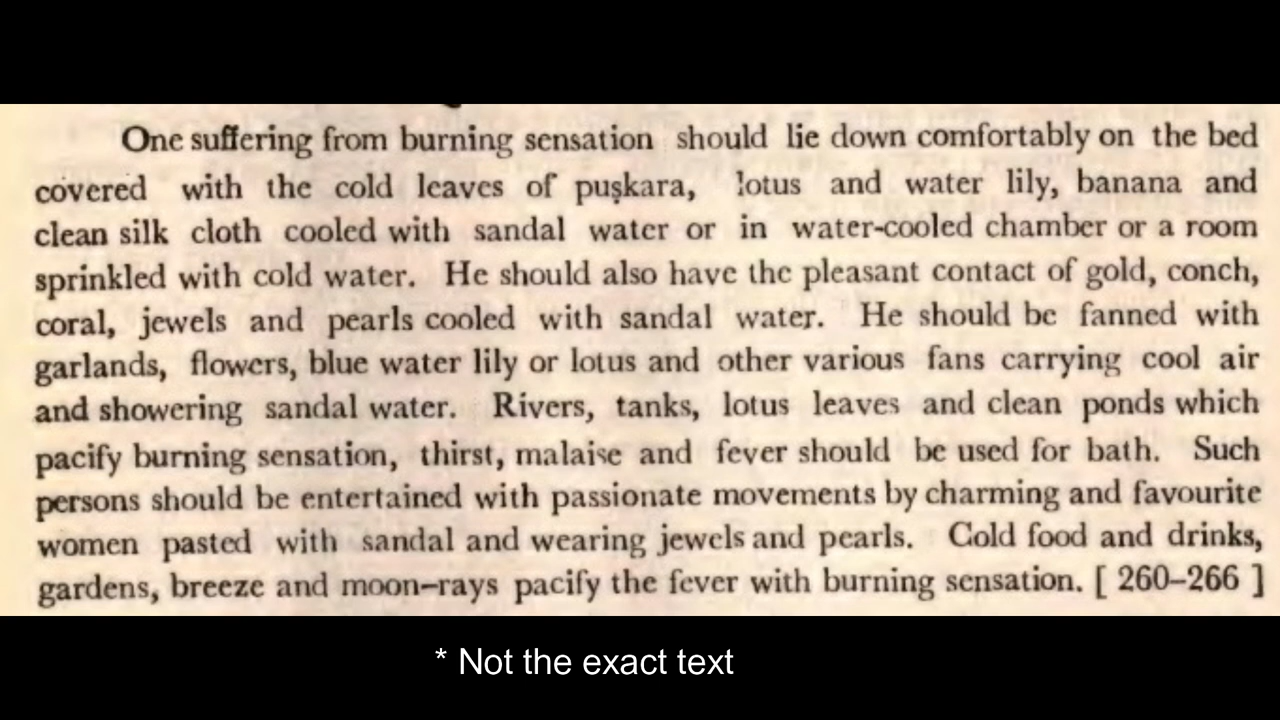 One suffering from burning sensation should lie down comfortably on the bed
covered with the cold leaves of puṣkara, lotus and water lily, banana and
clean silk cloth cooled with sandal water or in water-cooled chamber or a room
sprinkled with cold water. He should also have the pleasant contact of gold, conch,
coral, jewels and pearls cooled with sandal water. He should be fanned with
garlands, flowers, blue water lily or lotus and other various fans carrying cool air
and showering sandal water. Rivers, tanks, lotus leaves and clean ponds which
pacify burning sensation, thirst, malaise and fever should be used for bath. Such
persons should be entertained with passionate movements by charming and favourite
women pasted with sandal and wearing jewels and pearls. Cold food and drinks,
gardens, breeze and moon-rays pacify the fever with burning sensation. [ 260-266 ]
* Not the exact text